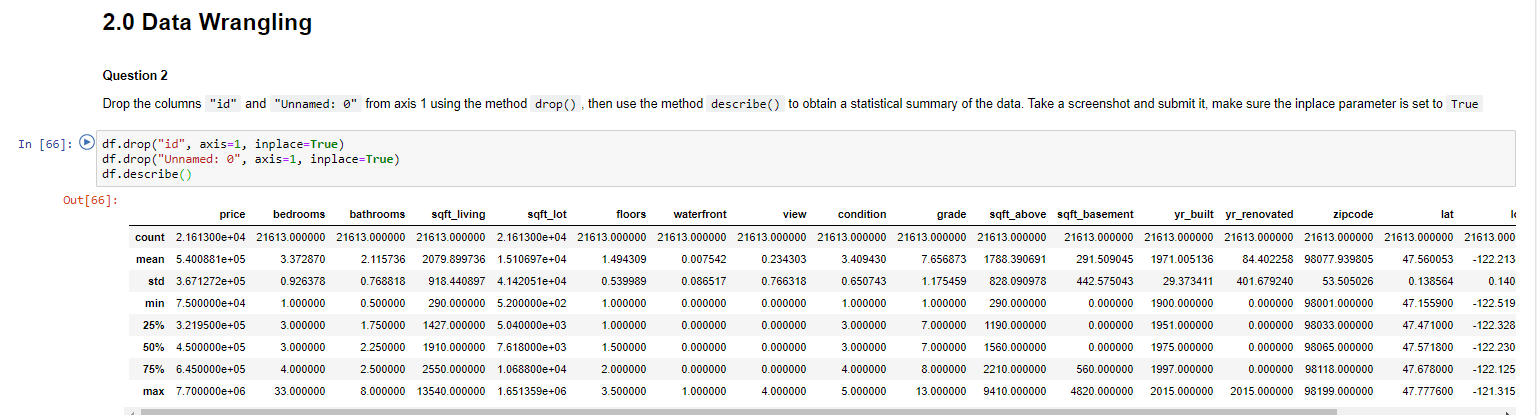 2.0 Data Wrangling
Question 2
Drop the columns "id" and "Unnamed: 0" from axis 1 using the method drop() , then use the method describe() to obtain a statistical summary of the data. Take a screenshot and submit it, make sure the inplace parameter is set to True
In [66]: df.drop("id", axis=1, inplace=True)
df.drop("Unnamed: 0", axis=1, inplace=True)
df.describe()
Out[66]:
price bedrooms bathrooms sqft_living sqft_lot floors waterfront view condition grade sqft_above sqft_basement yr_built yr_renovated zipcode lat
count 2.161300e+04 21613.000000 21613.000000 21613.000000 2.161300e+04 21613.000000 21613.000000 21613.000000 21613.000000 21613.000000 21613.000000 21613.000000 21613.000000 21613.000000 21613.000000 21613.000000 21613.000
mean 5.400881e+05 3.372870 2.115736 2079.899736 1.510697e+04 1.494309 0.007542 0.234303 3.409430 7.656873 1788.390691 291.509045 1971.005136 84.402258 98077.939805 47.560053 -122.213
std 3.671272e+05 0.926378 0.768818 918.440897 4.142051e+04 0.539989 0.086517 0.766318 0.650743 1.175459 828.090978 442.575043 29.373411 401.679240 53.505026 0.138564 0.140
min 7.500000e+04 1.000000 0.500000 290.000000 5.200000e+02 1.000000 0.000000 0.000000 1.000000 1.000000 290.000000 0.000000 1900.000000 0.000000 98001.000000 47.155900 -122.519
25% 3.219500e+05 3.000000 1.750000 1427.000000 5.040000e+03 1.000000 0.000000 0.000000 3.000000 7.000000 1190.000000 0.000000 1951.000000 0.000000 98033.000000 47.471000 -122.328
50% 4.500000e+05 3.000000 2.250000 1910.000000 7.618000e+03 1.500000 0.000000 0.000000 3.000000 7.000000 1560.000000 0.000000 1975.000000 0.000000 98065.000000 47.571800 -122.230
75% 6.450000e+05 4.000000 2.500000 2550.000000 1.068800e+04 2.000000 0.000000 0.000000 4.000000 8.000000 2210.000000 560.000000 1997.000000 0.000000 98118.000000 47.678000 -122.125
max 7.700000e+06 33.000000 8.000000 13540.000000 1.651359e+06 3.500000 1.000000 4.000000 5.000000 13.000000 9410.000000 4820.000000 2015.000000 2015.000000 98199.000000 47.777600 -121.315